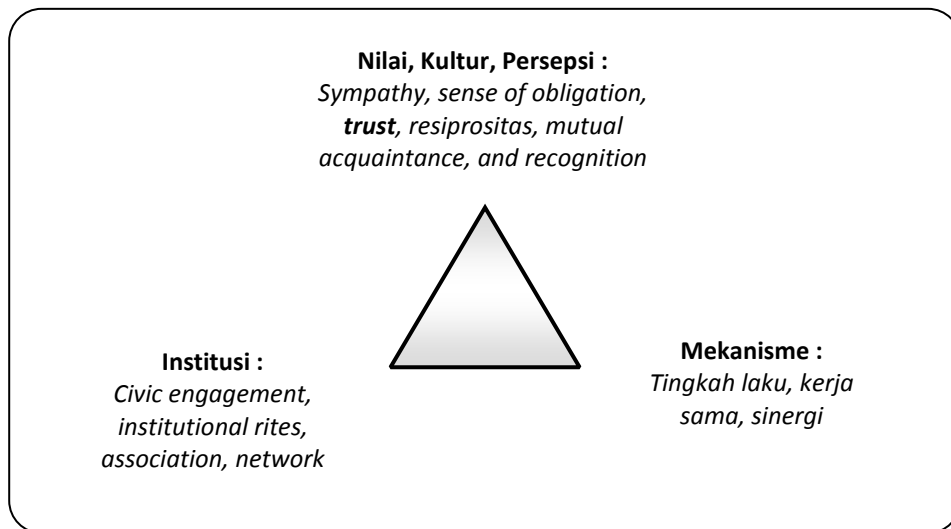 Nilai, Kultur, Persepsi :
Sympathy, sense of obligation,
trust, resiprositas, mutual
acquaintance, and recognition
Institusi :
Civic engagement,
institutional rites,
association, network
Mekanisme :
Tingkah laku, kerja
sama, sinergi